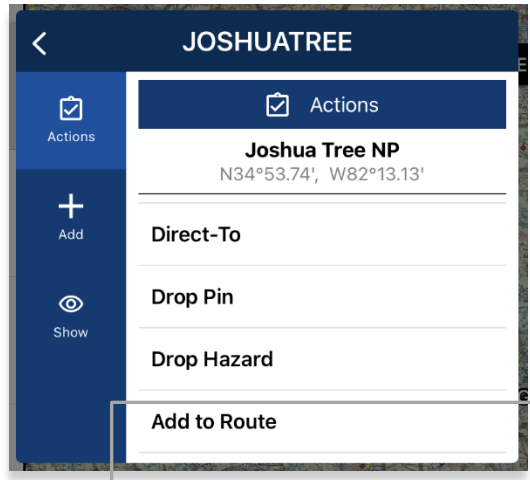 JOSHUATREE
Actions
Actions
Joshua Tree NP
N34°53.74', W82°13.13'
Add
Direct-To
Drop Pin
Show
Drop Hazard
Add to Route
E